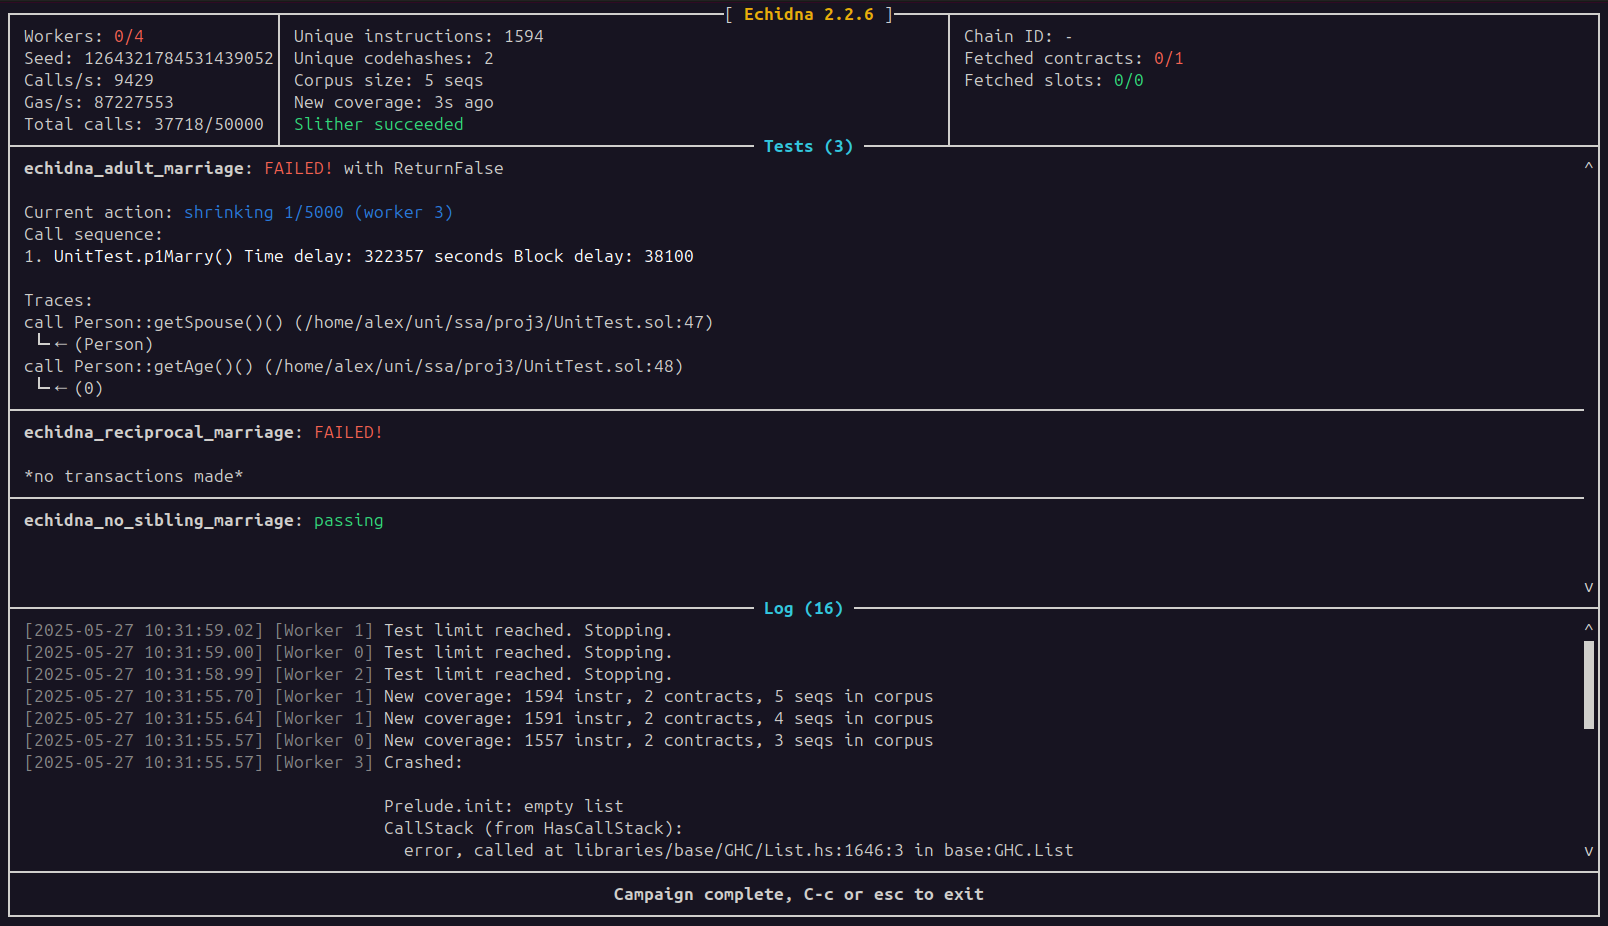 [ Echidna 2.2.6 ]
Workers: 0/4
Seed: 1264321784531439052
Calls/s: 9429
Gas/s: 87227553
Total calls: 37718/50000
Unique instructions: 1594
Unique codehashes: 2
Corpus size: 5 seqs
New coverage: 3s ago
Slither succeeded
Chain ID: -
Fetched contracts: 0/1
Fetched slots: 0/0
Tests (3)
echidna_adult_marriage: FAILED! with ReturnFalse
Current action: shrinking 1/5000 (worker 3)
Call sequence:
1. UnitTest.p1Marry() Time delay: 322357 seconds Block delay: 38100
Traces:
call Person::getSpouse()() (/home/alex/uni/ssa/proj3/UnitTest.sol:47)
└╴← (Person)
call Person::getAge()() (/home/alex/uni/ssa/proj3/UnitTest.sol:48)
└╴← (0)
echidna_reciprocal_marriage: FAILED!
*no transactions made*
echidna_no_sibling_marriage: passing
Log (16)
[2025-05-27 10:31:59.02] [Worker 1] Test limit reached. Stopping.
[2025-05-27 10:31:59.00] [Worker 0] Test limit reached. Stopping.
[2025-05-27 10:31:58.99] [Worker 2] Test limit reached. Stopping.
[2025-05-27 10:31:55.70] [Worker 1] New coverage: 1594 instr, 2 contracts, 5 seqs in corpus
[2025-05-27 10:31:55.64] [Worker 1] New coverage: 1591 instr, 2 contracts, 4 seqs in corpus
[2025-05-27 10:31:55.57] [Worker 0] New coverage: 1557 instr, 2 contracts, 3 seqs in corpus
[2025-05-27 10:31:55.57] [Worker 3] Crashed:
Prelude.init: empty list
CallStack (from HasCallStack):
error, called at libraries/base/GHC/List.hs:1646:3 in base:GHC.List
Campaign complete, C-c or esc to exit